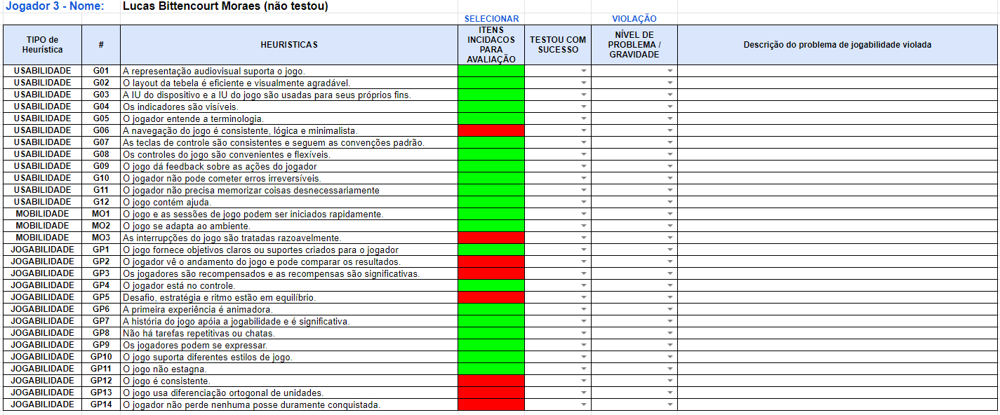 Jogador 3 - Nome: Lucas Bittencourt Moraes (não testou)
SELECIONAR VIOLAÇÃO
TIPO de Heurística # HEURISTICAS ITENS INCIDACOS PARA AVALIAÇÃO TESTOU COM SUCESSO NÍVEL DE PROBLEMA / GRAVIDADE Descrição do problema de jogabilidade violada
USABILIDADE G01 A representação audiovisual suporta o jogo.
USABILIDADE G02 O layout da tebela é eficiente e visualmente agradável.
USABILIDADE G03 A IU do dispositivo e a IU do jogo são usadas para seus próprios fins.
USABILIDADE G04 Os indicadores são visíveis.
USABILIDADE G05 O jogador entende a terminologia.
USABILIDADE G06 A navegação do jogo é consistente, lógica e minimalista.
USABILIDADE G07 As teclas de controle são consistentes e seguem as convenções padrão.
USABILIDADE G08 Os controles do jogo são convenientes e flexíveis.
USABILIDADE G09 O jogo dá feedback sobre as ações do jogador
USABILIDADE G10 O jogador não pode cometer erros irreversíveis.
USABILIDADE G11 O jogador não precisa memorizar coisas desnecessariamente
USABILIDADE G12 O jogo contém ajuda.
MOBILIDADE MO1 O jogo e as sessões de jogo podem ser iniciados rapidamente.
MOBILIDADE MO2 O jogo se adapta ao ambiente.
MOBILIDADE MO3 As interrupções do jogo são tratadas razoavelmente.
JOGABILIDADE GP1 O jogo fornece objetivos claros ou suportes criados para o jogador
JOGABILIDADE GP2 O jogador vê o andamento do jogo e pode comparar os resultados.
JOGABILIDADE GP3 Os jogadores são recompensados e as recompensas são significativas.
JOGABILIDADE GP4 O jogador está no controle.
JOGABILIDADE GP5 Desafio, estratégia e ritmo estão em equilíbrio.
JOGABILIDADE GP6 A primeira experiência é animadora.
JOGABILIDADE GP7 A história do jogo apóia a jogabilidade e é significativa.
JOGABILIDADE GP8 Não há tarefas repetitivas ou chatas.
JOGABILIDADE GP9 Os jogadores podem se expressar.
JOGABILIDADE GP10 O jogo suporta diferentes estilos de jogo.
JOGABILIDADE GP11 O jogo não estagna.
JOGABILIDADE GP12 O jogo é consistente.
JOGABILIDADE GP13 O jogo usa diferenciação ortogonal de unidades.
JOGABILIDADE GP14 O jogador não perde nenhuma posse duramente conquistada.